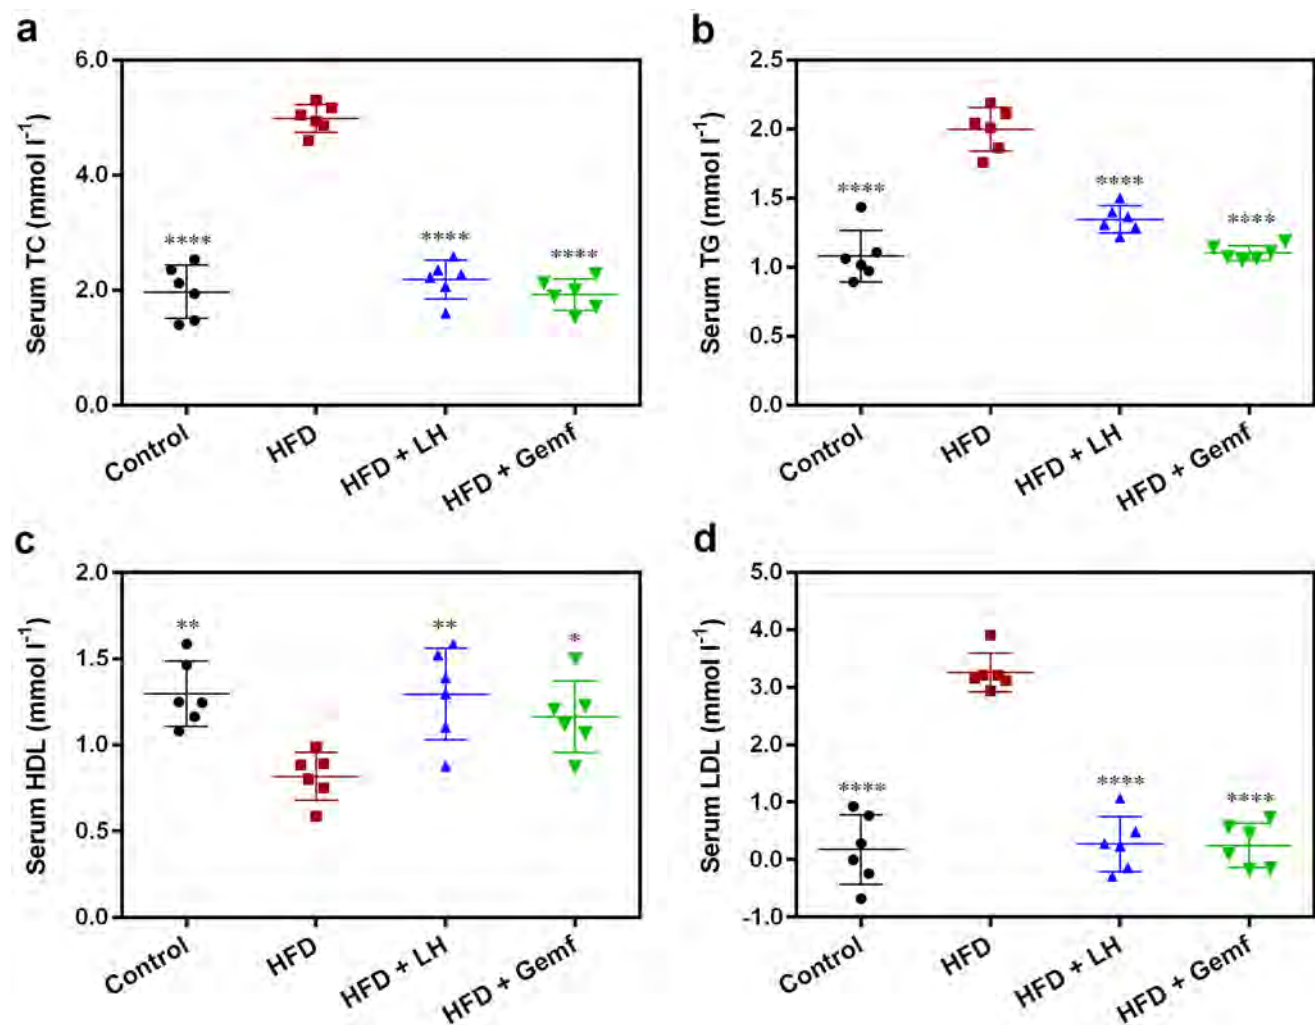 a
Serum TC (mmol l⁻¹)
6.0
4.0
2.0
0.0
****
****
****
Control
HFD
HFD + LH
HFD + Gemf
b
Serum TG (mmol l⁻¹)
2.5
2.0
1.5
1.0
0.5
0.0
****
****
****
Control
HFD
HFD + LH
HFD + Gemf
c
Serum HDL (mmol l⁻¹)
2.0
1.5
1.0
0.5
0.0
**
**
*
Control
HFD
HFD + LH
HFD + Gemf
d
Serum LDL (mmol l⁻¹)
5.0
4.0
3.0
2.0
1.0
0.0
-1.0
****
****
****
Control
HFD
HFD + LH
HFD + Gemf